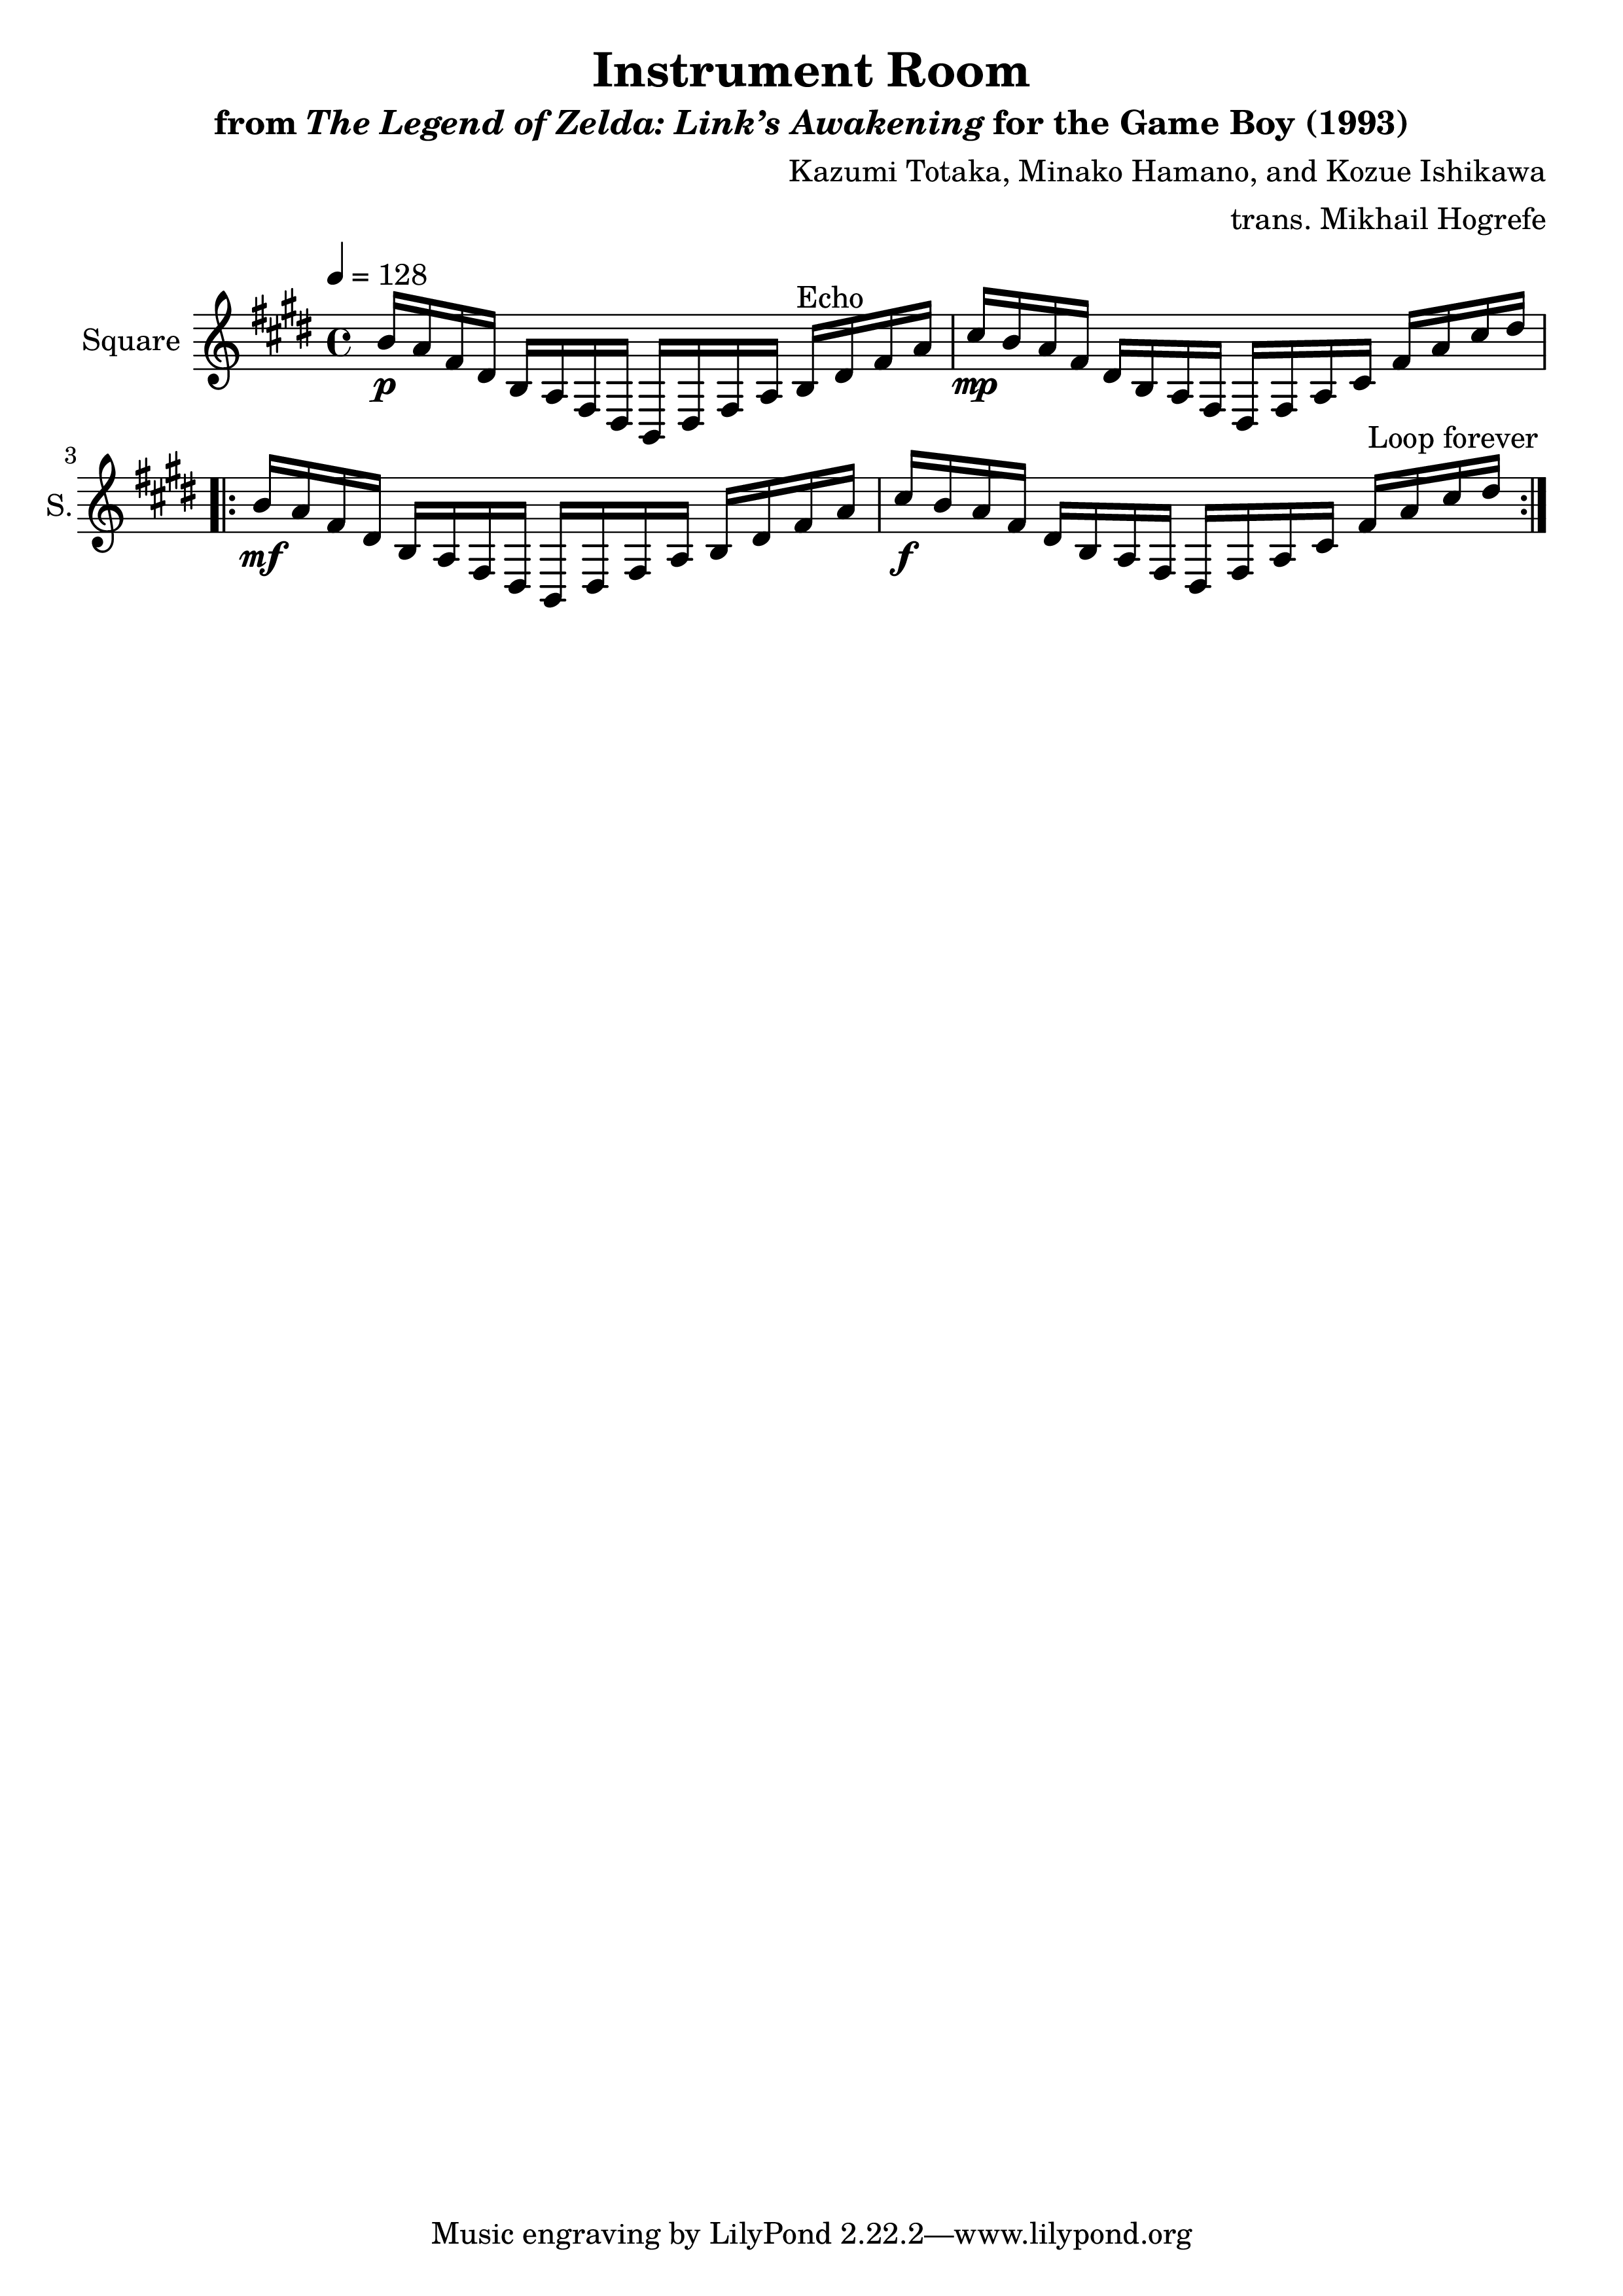 Instrument Room
from The Legend of Zelda: Link’s Awakening for the Game Boy (1993)
Kazumi Totaka, Minako Hamano, and Kozue Ishikawa
trans. Mikhail Hogrefe
= 128
Echo
Square
p
mp
Loop forever
3
S.
mf
f
Music engraving by LilyPond 2.22.2—www.lilypond.org